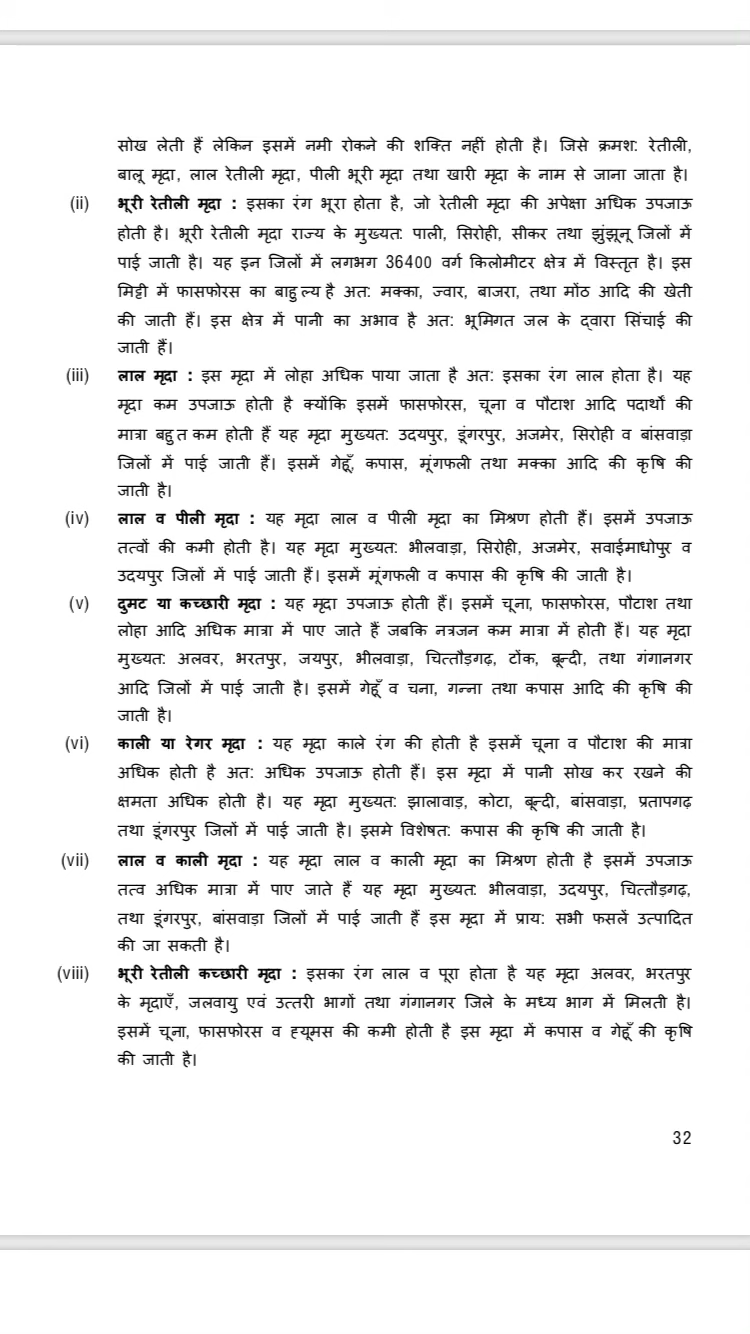 सोख लेती हैं लेकिन इसमें नमी रोकने की शक्ति नहीं होती है। जिसे क्रमश: रेतीली,
बालू मृदा, लाल रेतीली मृदा, पीली भूरी मृदा तथा खारी मृदा के नाम से जाना जाता है।
(ii) भूरी रेतीली मृदा : इसका रंग भूरा होता है, जो रेतीली मृदा की अपेक्षा अधिक उपजाऊ
होती है। भूरी रेतीली मृदा राज्य के मुख्यत: पाली, सिरोही, सीकर तथा झुंझूनू जिलों में
पाई जाती है। यह इन जिलों में लगभग 36400 वर्ग किलोमीटर क्षेत्र में विस्तृत है। इस
मिट्टी में फासफोरस का बाहुल्य है अत: मक्का, ज्वार, बाजरा, तथा मोंठ आदि की खेती
की जाती हैं। इस क्षेत्र में पानी का अभाव है अत: भूमिगत जल के द्वारा सिंचाई की
जाती हैं।
(iii) लाल मृदा : इस मृदा में लोहा अधिक पाया जाता है अत: इसका रंग लाल होता है। यह
मृदा कम उपजाऊ होती है क्योंकि इसमें फासफोरस, चूना व पौटाश आदि पदार्थो की
मात्रा बहुत कम होती हैं यह मृदा मुख्यत: उदयपुर, डूंगरपुर, अजमेर, सिरोही व बांसवाड़ा
जिलों में पाई जाती हैं। इसमें गेहूँ, कपास, मूंगफली तथा मक्का आदि की कृषि की
जाती है।
(iv) लाल व पीली मृदा : यह मृदा लाल व पीली मृदा का मिश्रण होती हैं। इसमें उपजाऊ
तत्वों की कमी होती है। यह मृदा मुख्यत: भीलवाड़ा, सिरोही, अजमेर, सवाईमाधोपुर व
उदयपुर जिलों में पाई जाती हैं। इसमें मूंगफली व कपास की कृषि की जाती है।
(v) दुमट या कच्छारी मृदा : यह मृदा उपजाऊ होती हैं। इसमें चूना, फासफोरस, पौटाश तथा
लोहा आदि अधिक मात्रा में पाए जाते हैं जबकि नत्रजन कम मात्रा में होती हैं। यह मृदा
मुख्यत: अलवर, भरतपुर, जयपुर, भीलवाड़ा, चित्तौड़गढ़, टोंक, बून्दी, तथा गंगानगर
आदि जिलों में पाई जाती है। इसमें गेहूँ व चना, गन्ना तथा कपास आदि की कृषि की
जाती है।
(vi) काली या रेगर मृदा : यह मृदा काले रंग की होती है इसमें चूना व पौटाश की मात्रा
अधिक होती है अत: अधिक उपजाऊ होती हैं। इस मृदा में पानी सोख कर रखने की
क्षमता अधिक होती है। यह मृदा मुख्यत: झालावाड़, कोटा, बून्दी, बांसवाड़ा, प्रतापगढ़
तथा डूंगरपुर जिलों में पाई जाती है। इसमे विशेषत: कपास की कृषि की जाती है।
(vii) लाल व काली मृदा : यह मृदा लाल व काली मृदा का मिश्रण होती है इसमें उपजाऊ
तत्व अधिक मात्रा में पाए जाते हैं यह मृदा मुख्यत: भीलवाड़ा, उदयपुर, चित्तौड़गढ़,
तथा डूंगरपुर, बांसवाड़ा जिलों में पाई जाती हैं इस मृदा में प्राय: सभी फसलें उत्पादित
की जा सकती है।
(viii) भूरी रेतीली कच्छारी मृदा : इसका रंग लाल व पूरा होता है यह मृदा अलवर, भरतपुर
के मृदाएँ, जलवायु एवं उत्तरी भागों तथा गंगानगर जिले के मध्य भाग में मिलती है।
इसमें चूना, फासफोरस व ह्यूमस की कमी होती है इस मृदा में कपास व गेहूँ की कृषि
की जाती है।
32